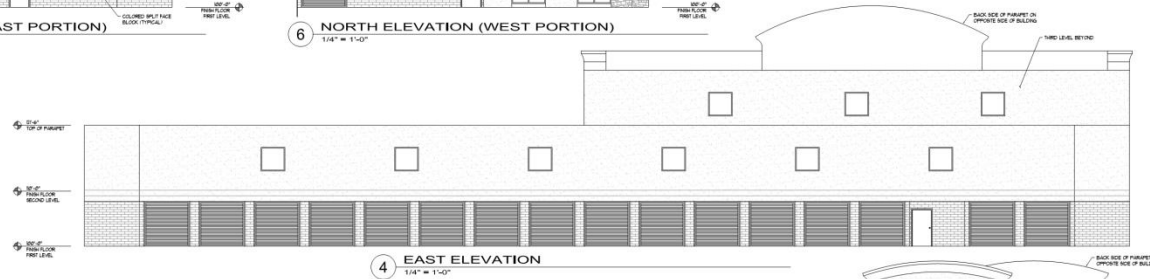 COLORED SPLIT FACE
BLOCK (TYPICAL)
100'-0"
FINISH FLOOR
FIRST LEVEL
100'-0"
FINISH FLOOR
FIRST LEVEL
AST PORTION)
6 NORTH ELEVATION (WEST PORTION)
1/4" = 1'-0"
BACK SIDE OF PARAPET ON
OPPOSITE SIDE OF BUILDING
THIRD LEVEL BEYOND
TOP OF PARAPET
FINISH FLOOR
SECOND LEVEL
100'-0"
FINISH FLOOR
FIRST LEVEL
4 EAST ELEVATION
1/4" = 1'-0"
BACK SIDE OF PARAPET
OPPOSITE SIDE OF BUIL